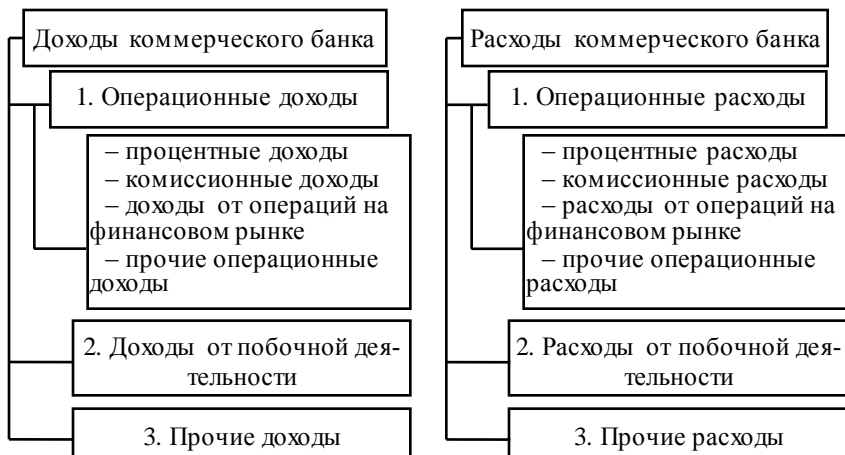 Доходы коммерческого банка
1. Операционные доходы
– процентные доходы
– комиссионные доходы
– доходы от операций на
финансовом рынке
– прочие операционные
доходы
2. Доходы от побочной дея-
тельности
3. Прочие доходы
Расходы коммерческого банка
1. Операционные расходы
– процентные расходы
– комиссионные расходы
– расходы от операций на
финансовом рынке
– прочие операционные
расходы
2. Расходы от побочной дея-
тельности
3. Прочие расходы